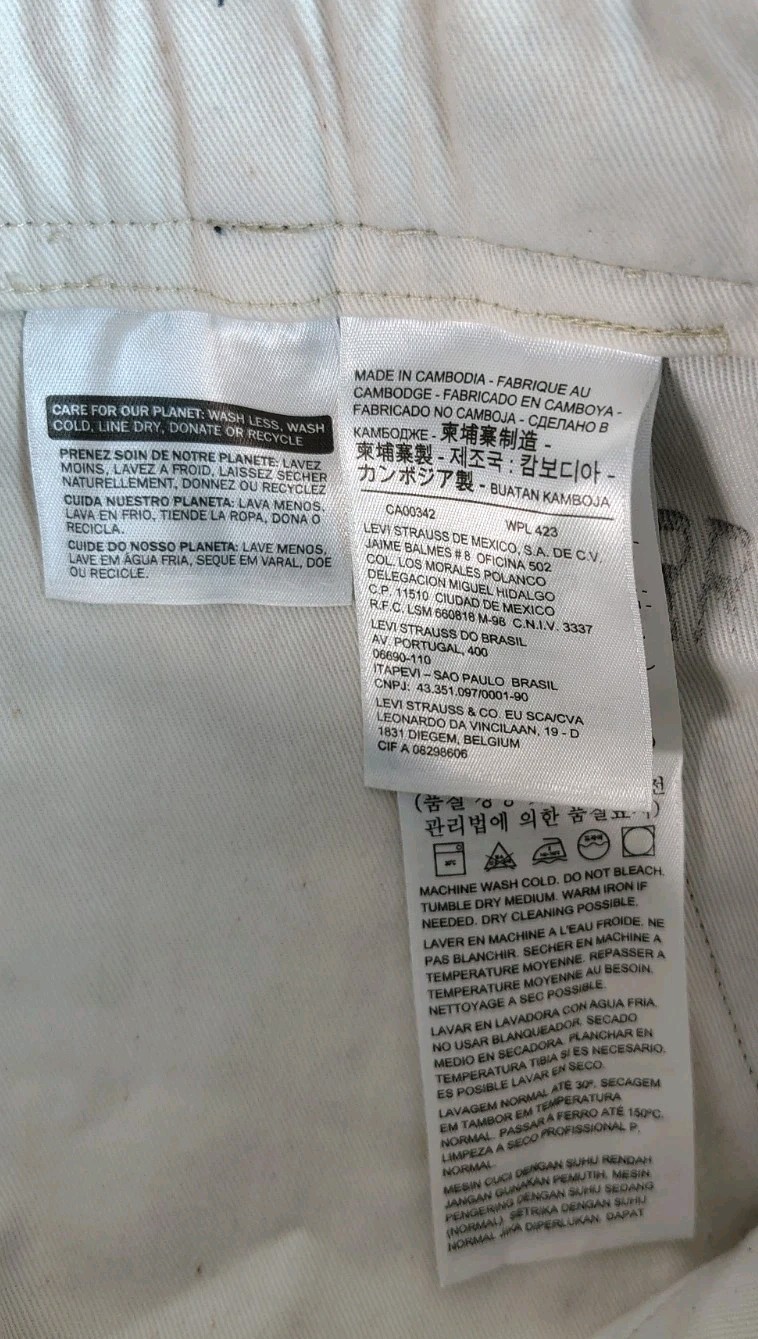 CARE FOR OUR PLANET: WASH LESS, WASH
COLD, LINE DRY, DONATE OR RECYCLE
PRENEZ SOIN DE NOTRE PLANETE: LAVEZ
MOINS, LAVEZ A FROID, LAISSEZ SECHER
NATURELLEMENT, DONNEZ OU RECYCLEZ
CUIDA NUESTRO PLANETA: LAVA MENOS,
LAVA EN FRIO, TIENDE LA ROPA, DONA O
RECICLA.
CUIDE DO NOSSO PLANETA: LAVE MENOS,
LAVE EM ÁGUA FRIA, SEQUE EM VARAL, DOE
OU RECICLE.
MADE IN CAMBODIA - FABRIQUE AU
CAMBODGE - FABRICADO EN CAMBOYA -
FABRICADO NO CAMBOJA - СДЕЛАНО В
КАМБОДЖЕ - 柬埔寨制造 -
柬埔寨製 - 제조국 : 캄보디아 -
カンボジア製 - BUATAN KAMBOJA
CA00342 WPL 423
LEVI STRAUSS DE MEXICO, S.A. DE C.V.
JAIME BALMES # 8 OFICINA 502
COL. LOS MORALES POLANCO
DELEGACION MIGUEL HIDALGO
C.P. 11510 CIUDAD DE MEXICO
R.F.C. LSM 660818 M-98 C.N.I.V. 3337
LEVI STRAUSS DO BRASIL
AV. PORTUGAL, 400
06690-110
ITAPEVI – SAO PAULO BRASIL
CNPJ: 43.351.097/0001-90
LEVI STRAUSS & CO. EU SCA/CVA
LEONARDO DA VINCILAAN, 19 - D
1831 DIEGEM, BELGIUM
CIF A 08298606
(품질
관리법에 의한 품질표시)
MACHINE WASH COLD. DO NOT BLEACH.
TUMBLE DRY MEDIUM. WARM IRON IF
NEEDED. DRY CLEANING POSSIBLE.
LAVER EN MACHINE A L'EAU FROIDE. NE
PAS BLANCHIR. SECHER EN MACHINE A
TEMPERATURE MOYENNE. REPASSER A
TEMPERATURE MOYENNE AU BESOIN.
NETTOYAGE A SEC POSSIBLE.
LAVAR EN LAVADORA CON AGUA FRIA.
NO USAR BLANQUEADOR. SECADO
MEDIO EN SECADORA. PLANCHAR EN
TEMPERATURA TIBIA SI ES NECESARIO.
ES POSIBLE LAVAR EN SECO.
LAVAGEM NORMAL ATÉ 30º. SECAGEM
EM TAMBOR EM TEMPERATURA
NORMAL. PASSAR A FERRO ATÉ 150ºC.
LIMPEZA A SECO PROFISSIONAL P,
NORMAL.
MESIN CUCI DENGAN SUHU RENDAH
JANGAN GUNAKAN PEMUTIH, MESIN
PENGERING DENGAN SUHU SEDANG
(NORMAL) SETRIKA DENGAN SUHU
NORMAL JIKA DIPERLUKAN. DAPAT